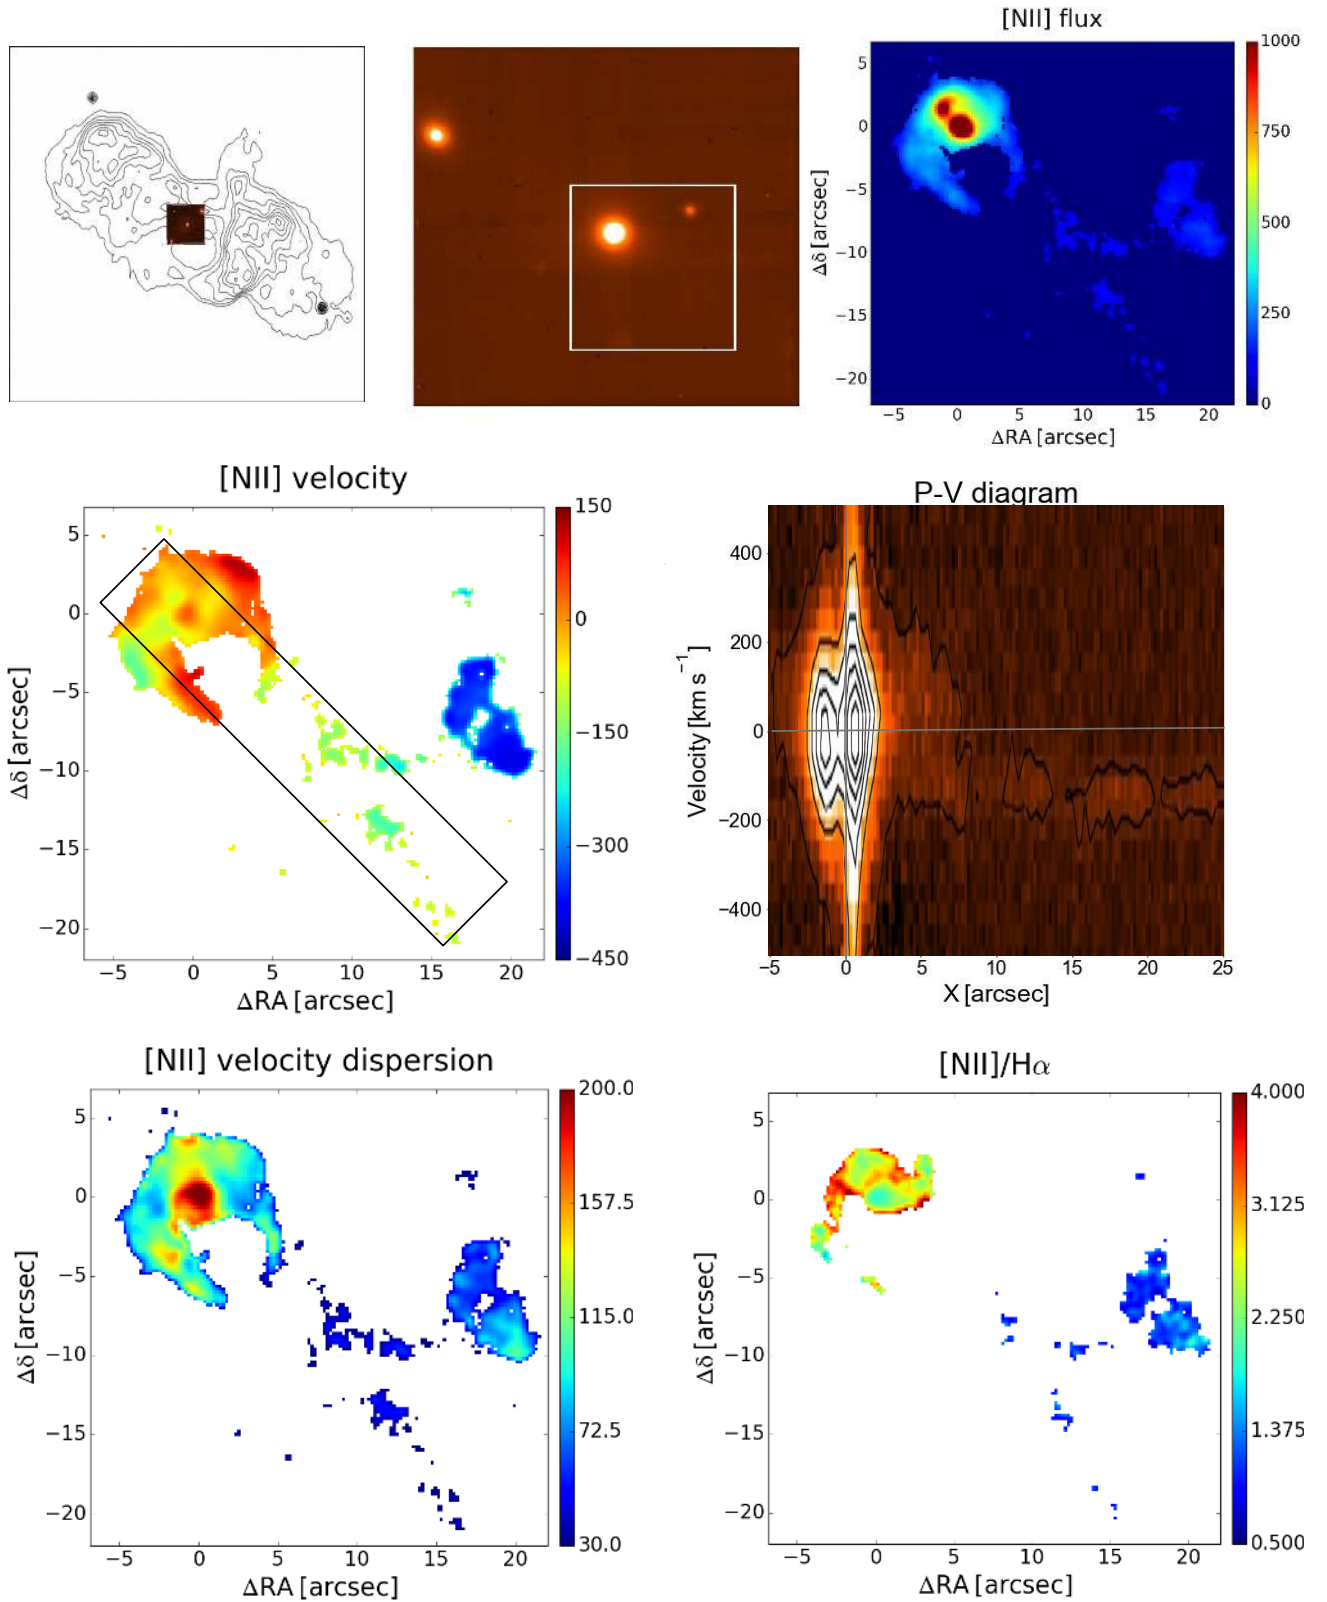 [NII] flux
5
0
−5
−10
−15
−20
Δδ [arcsec]
−5 0 5 10 15 20
ΔRA [arcsec]
1000
750
500
250
0
[NII] velocity
5
0
−5
−10
−15
−20
Δδ [arcsec]
−5 0 5 10 15 20
ΔRA [arcsec]
150
0
−150
−300
−450
P-V diagram
400
200
0
−200
−400
Velocity [km s⁻¹]
−5 0 5 10 15 20 25
X [arcsec]
[NII] velocity dispersion
5
0
−5
−10
−15
−20
Δδ [arcsec]
−5 0 5 10 15 20
ΔRA [arcsec]
200.0
157.5
115.0
72.5
30.0
[NII]/Hα
5
0
−5
−10
−15
−20
Δδ [arcsec]
−5 0 5 10 15 20
ΔRA [arcsec]
4.000
3.125
2.250
1.375
0.500